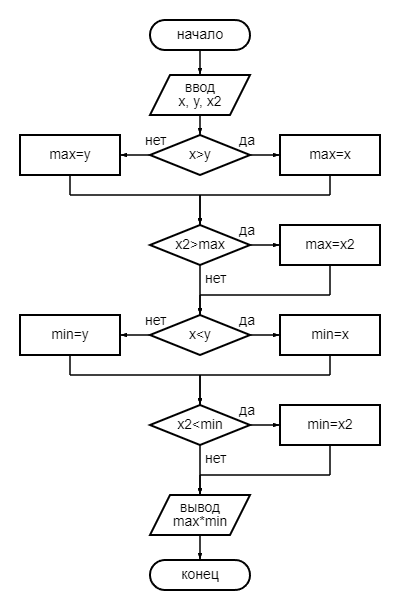 начало
ввод
x, y, x2
нет
x>y
да
max=y
max=x
x2>max
да
max=x2
нет
нет
x<y
да
min=y
min=x
x2<min
да
min=x2
нет
вывод
max*min
конец